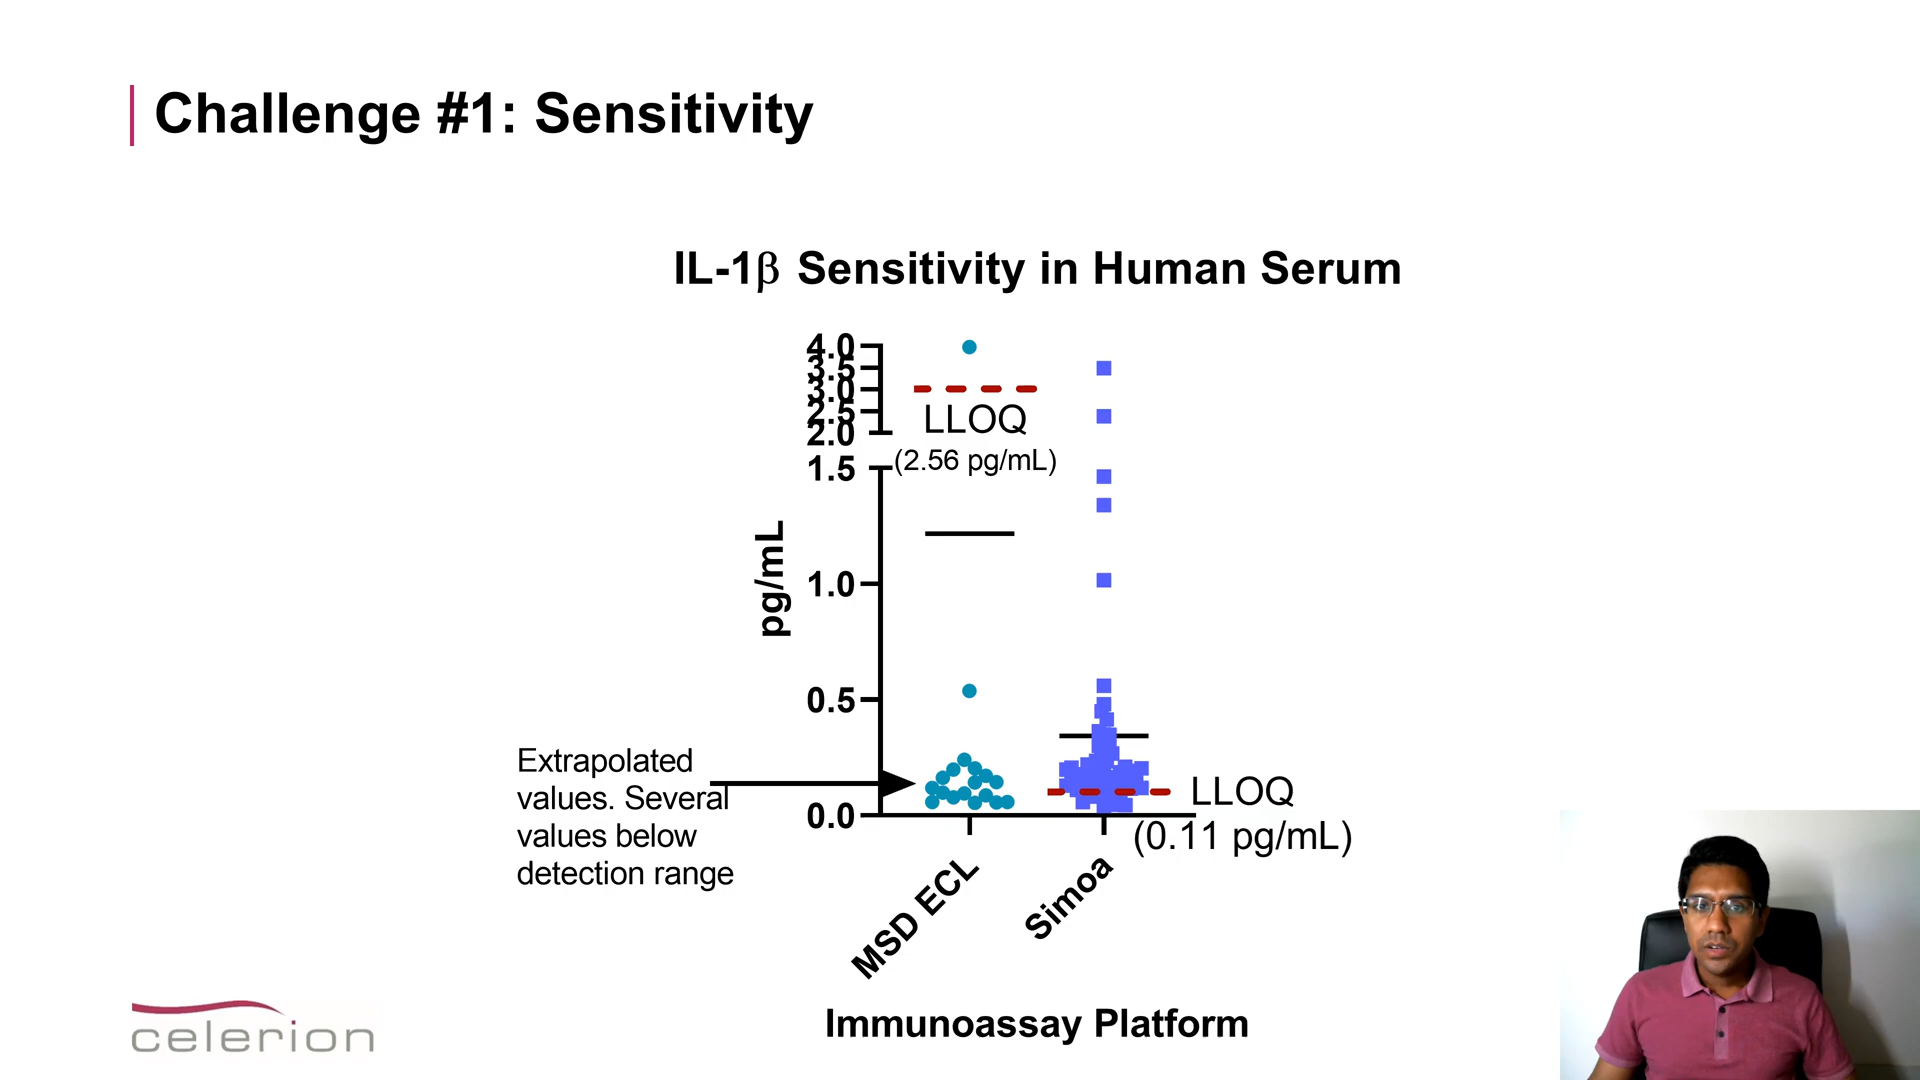 Challenge #1: Sensitivity
IL-1β Sensitivity in Human Serum
4.0
3.5
3.0
2.5
2.0
1.5
1.0
0.5
0.0
pg/mL
LLOQ
(2.56 pg/mL)
Extrapolated
values. Several
values below
detection range
LLOQ
(0.11 pg/mL)
MSD ECL
Simoa
Immunoassay Platform
celerion